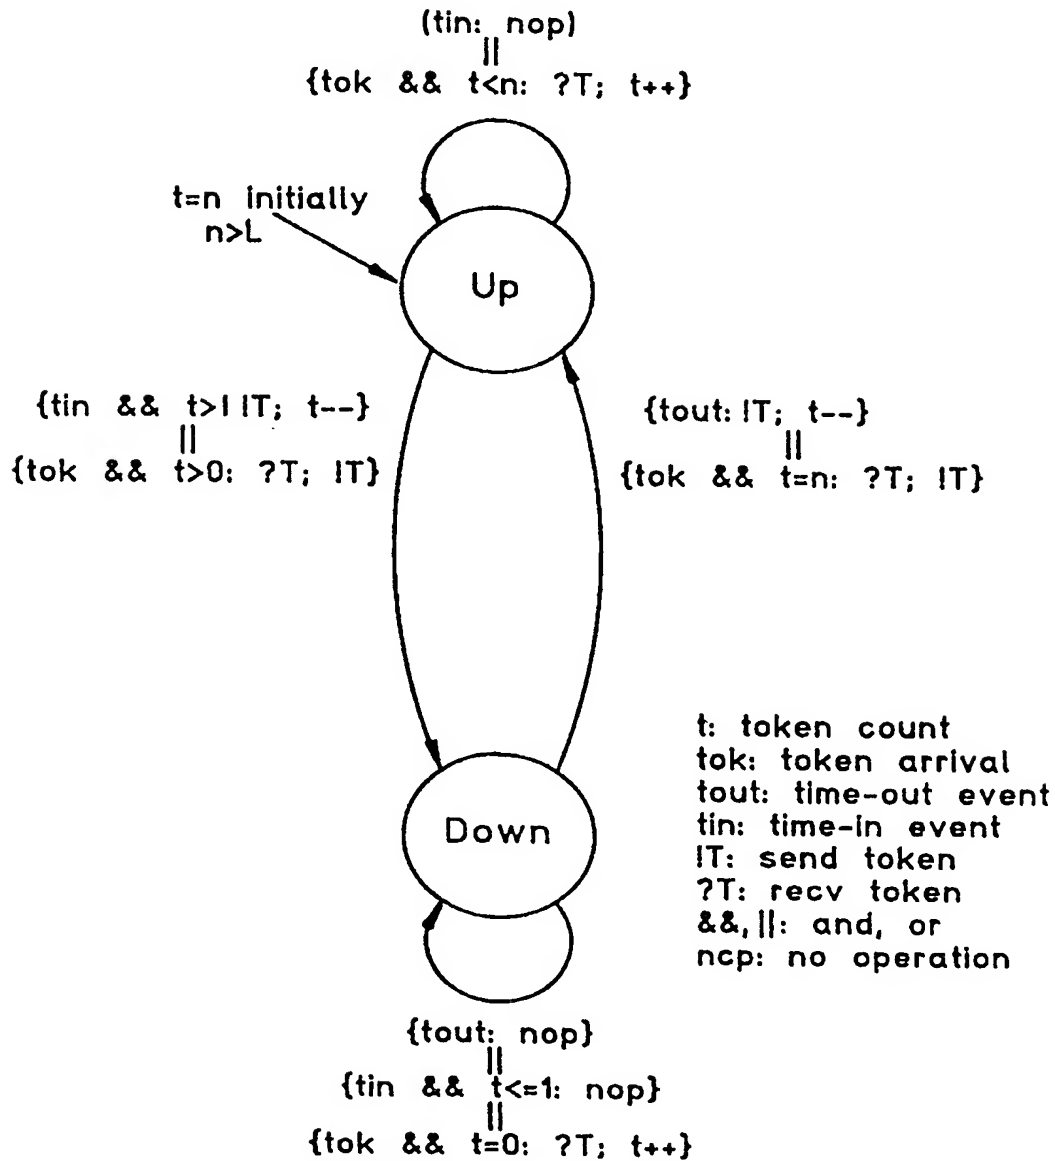 (tin: nop)
||
{tok && t<n: ?T; t++}
t=n initially
n>L
Up
{tin && t>1 !T; t--}
||
{tok && t>0: ?T; !T}
{tout: !T; t--}
||
{tok && t=n: ?T; !T}
Down
t: token count
tok: token arrival
tout: time-out event
tin: time-in event
!T: send token
?T: recv token
&&,||: and, or
ncp: no operation
{tout: nop}
||
{tin && t<=1: nop}
||
{tok && t=0: ?T; t++}